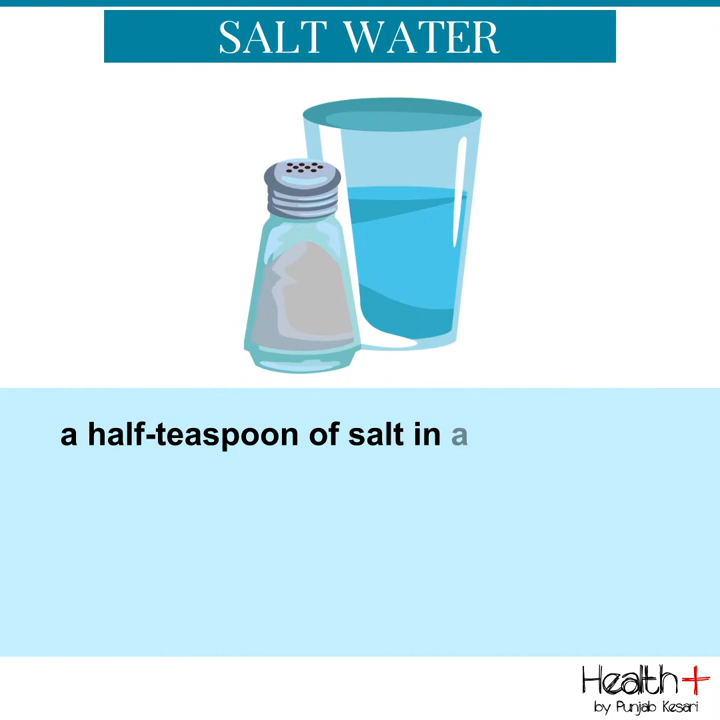 SALT WATER
a half-teaspoon of salt in a
Health+
by Punjab Kesari